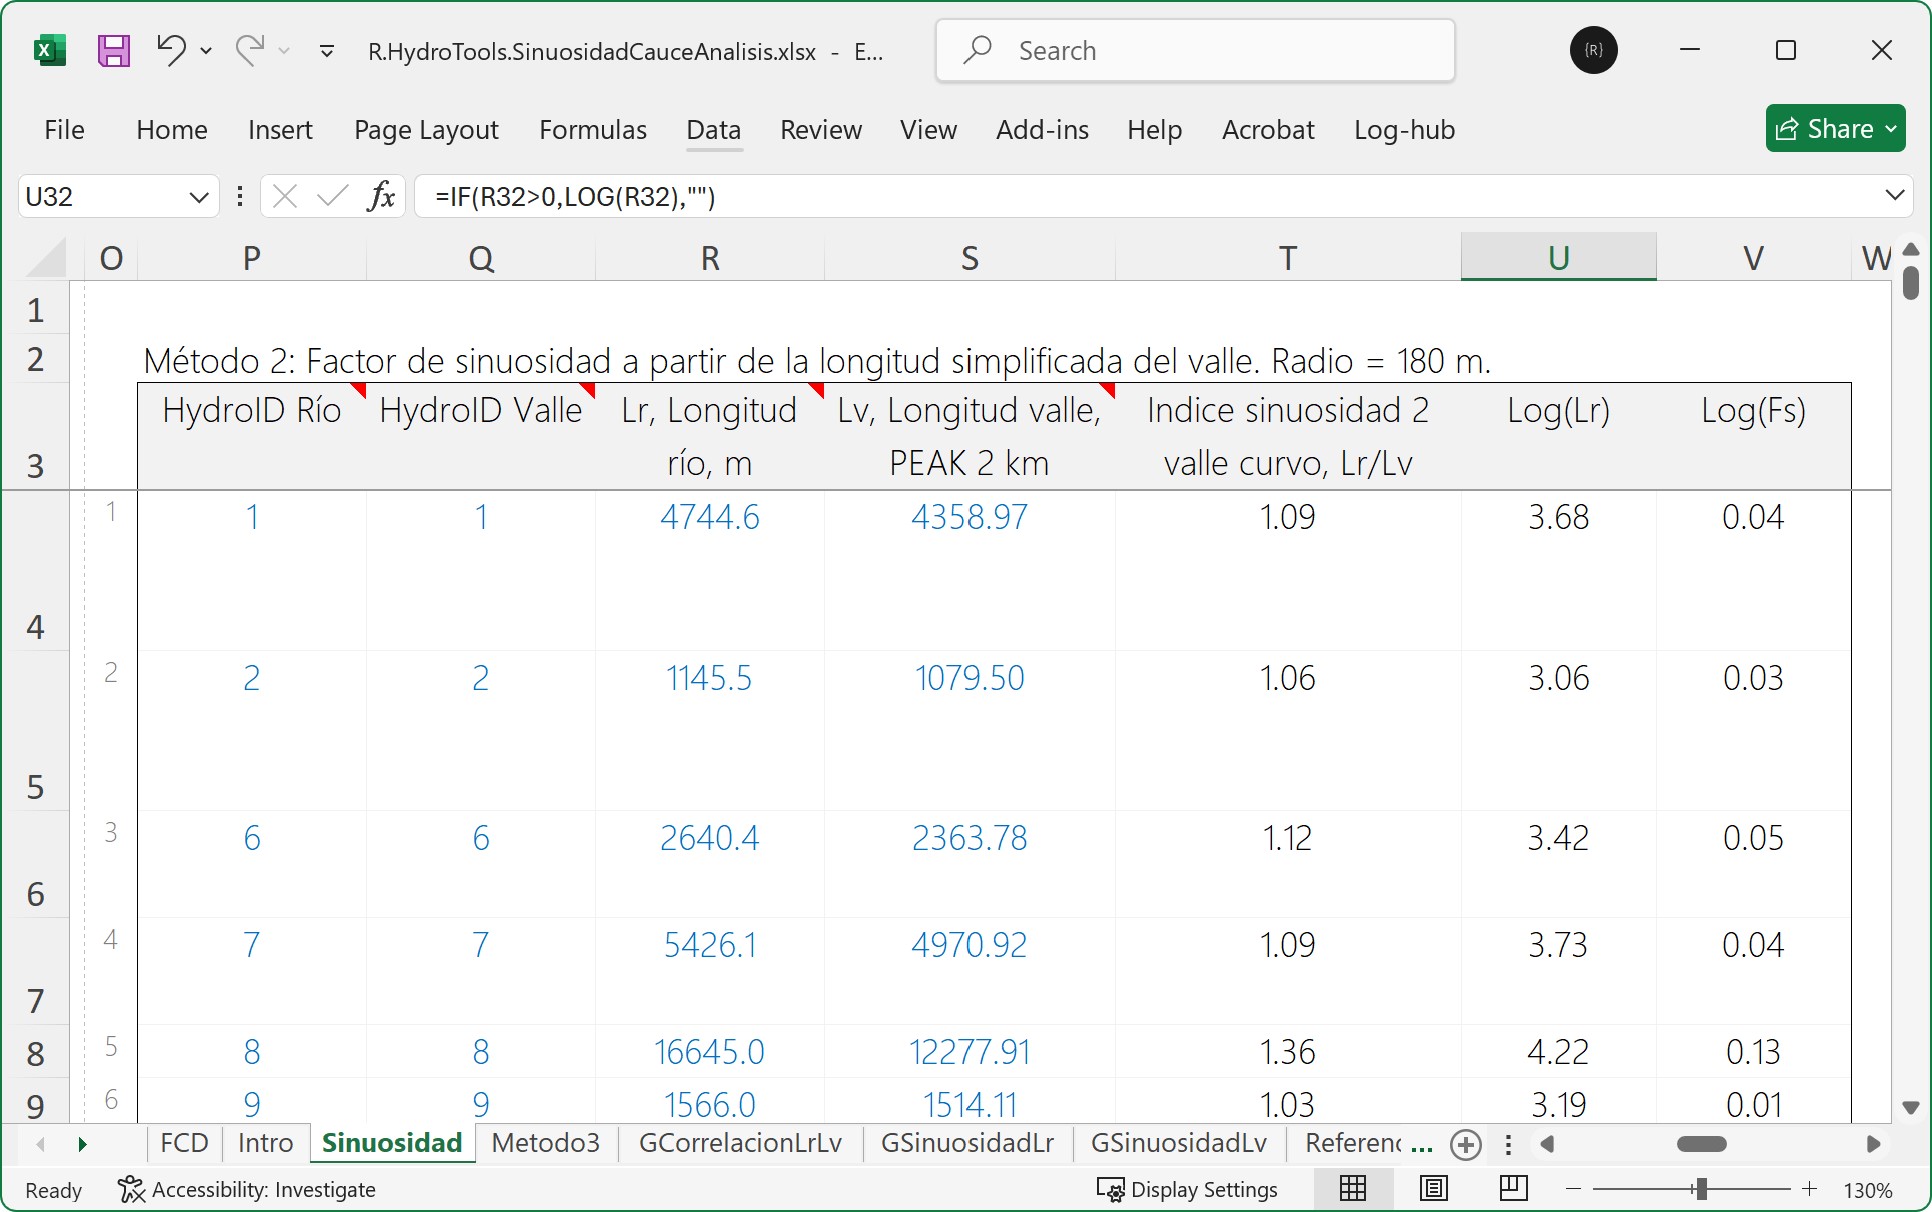 R.HydroTools.SinuosidadCauceAnalisis.xlsx - E...
Search
{R}
File Home Insert Page Layout Formulas Data Review View Add-ins Help Acrobat Log-hub Share
U32 fx =IF(R32>0,LOG(R32),"")
O P Q R S T U V W
1
2 Método 2: Factor de sinuosidad a partir de la longitud simplificada del valle. Radio = 180 m.
HydroID Río HydroID Valle Lr, Longitud Lv, Longitud valle, Indice sinuosidad 2 Log(Lr) Log(Fs)
3 río, m PEAK 2 km valle curvo, Lr/Lv
1 1 1 4744.6 4358.97 1.09 3.68 0.04
4
2 2 2 1145.5 1079.50 1.06 3.06 0.03
5
3 6 6 2640.4 2363.78 1.12 3.42 0.05
6
4 7 7 5426.1 4970.92 1.09 3.73 0.04
7
8 5 8 8 16645.0 12277.91 1.36 4.22 0.13
9 6 9 9 1566.0 1514.11 1.03 3.19 0.01
FCD Intro Sinuosidad Metodo3 GCorrelacionLrLv GSinuosidadLr GSinuosidadLv Referenc ...
Ready Accessibility: Investigate Display Settings 130%